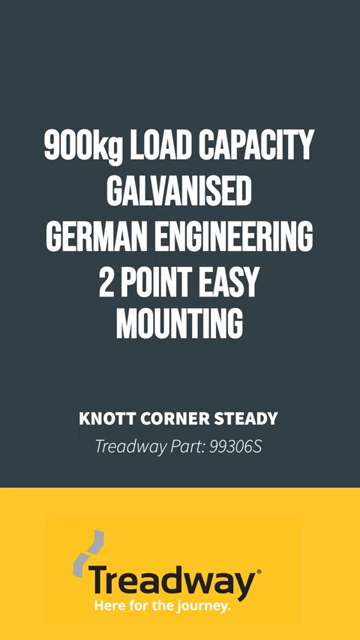 900kg LOAD CAPACITY
GALVANISED
GERMAN ENGINEERING
2 POINT EASY
MOUNTING
KNOTT CORNER STEADY
Treadway Part: 99306S
Treadway®
Here for the journey.